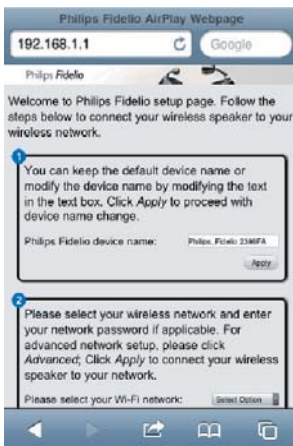 Philips Fidelio AirPlay Webpage
192.168.1.1
Google
Philips Fidelio
Welcome to Philips Fidelio setup page. Follow the
steps below to connect your wireless speaker to your
wireless network.
1
You can keep the default device name or
modify the device name by modifying the text
in the text box. Click Apply to proceed with
device name change.
Philips Fidelio device name:
Philips_Fidelio 2398FA
Apply
2
Please select your wireless network and enter
your network password if applicable. For
advanced network setup, please click
Advanced; Click Apply to connect your wireless
speaker to your network.
Please select your Wi-Fi network:
Select Option